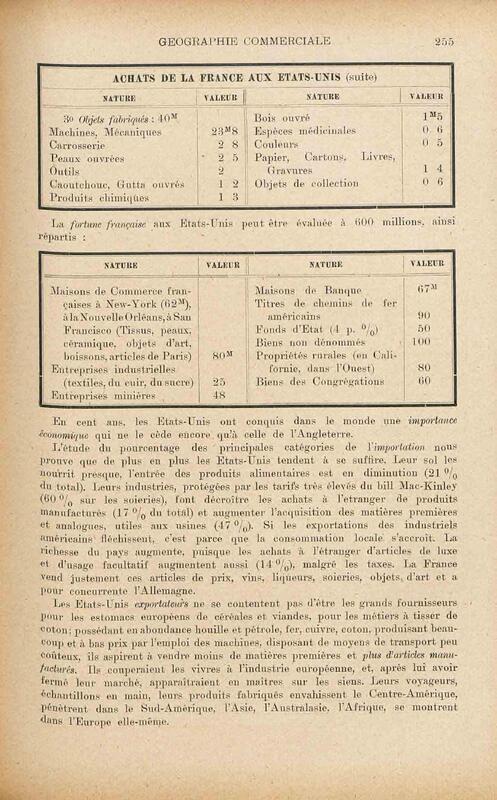 GEOGRAPHIE COMMERCIALE 255
ACHATS DE LA FRANCE AUX ETATS-UNIS (suite)
NATURE VALEUR NATURE VALEUR
3º Objets fabriqués : 40M
Machines, Mécaniques 23M8
Carrosserie 2 8
Peaux ouvrées 2 5
Outils 2
Caoutchouc, Gutta ouvrés 1 2
Produits chimiques 1 3
Bois ouvré 1M5
Espèces médicinales 0 6
Couleurs 0 5
Papier, Cartons, Livres,
Gravures 1 4
Objets de collection 0 6
La fortune française aux Etats-Unis peut être évaluée à 600 millions, ainsi
répartis :
NATURE VALEUR NATURE VALEUR
Maisons de Commerce fran-
çaises à New-York (62M),
à la Nouvelle Orléans, à San
Francisco (Tissus, peaux,
céramique, objets d'art,
boissons, articles de Paris) 80M
Entreprises industrielles
(textiles, du cuir, du sucre) 25
Entreprises minières 48
Maisons de Banque 67M
Titres de chemins de fer
américains 90
Fonds d'Etat (4 p. %) 50
Biens non dénommés 100
Propriétés rurales (en Cali-
fornie, dans l'Ouest) 80
Biens des Congrégations 60
En cent ans, les Etats-Unis ont conquis dans le monde une importance
économique qui ne le cède encore qu'à celle de l'Angleterre.
L'étude du pourcentage des principales catégories de l'importation nous
prouve que de plus en plus les Etats-Unis tendent à se suffire. Leur sol les
nourrit presque, l'entrée des produits alimentaires est en diminution (21 %
du total). Leurs industries, protégées par les tarifs très élevés du bill Mac-Kinley
(60 % sur les soieries), font décroître les achats à l'étranger de produits
manufacturés (17 % du total) et augmenter l'acquisition des matières premières
et analogues, utiles aux usines (47 %). Si les exportations des industriels
américains fléchissent, c'est parce que la consommation locale s'accroît. La
richesse du pays augmente, puisque les achats à l'étranger d'articles de luxe
et d'usage facultatif augmentent aussi (14 %), malgré les taxes. La France
vend justement ces articles de prix, vins, liqueurs, soieries, objets d'art et a
pour concurrente l'Allemagne.
Les Etats-Unis exportateurs ne se contentent pas d'être les grands fournisseurs
pour les estomacs européens de céréales et viandes, pour les métiers à tisser de
coton; possédant en abondance houille et pétrole, fer, cuivre, coton, produisant beau-
coup et à bas prix par l'emploi des machines, disposant de moyens de transport peu
coûteux, ils aspirent à vendre moins de matières premières et plus d'articles manu-
facturés. Ils couperaient les vivres à l'industrie européenne, et, après lui avoir
fermé leur marché, apparaîtraient en maîtres sur les siens. Leurs voyageurs,
échantillons en main, leurs produits fabriqués envahissent le Centre-Amérique,
pénètrent dans le Sud-Amérique, l'Asie, l'Australasie, l'Afrique, se montrent
dans l'Europe elle-même.